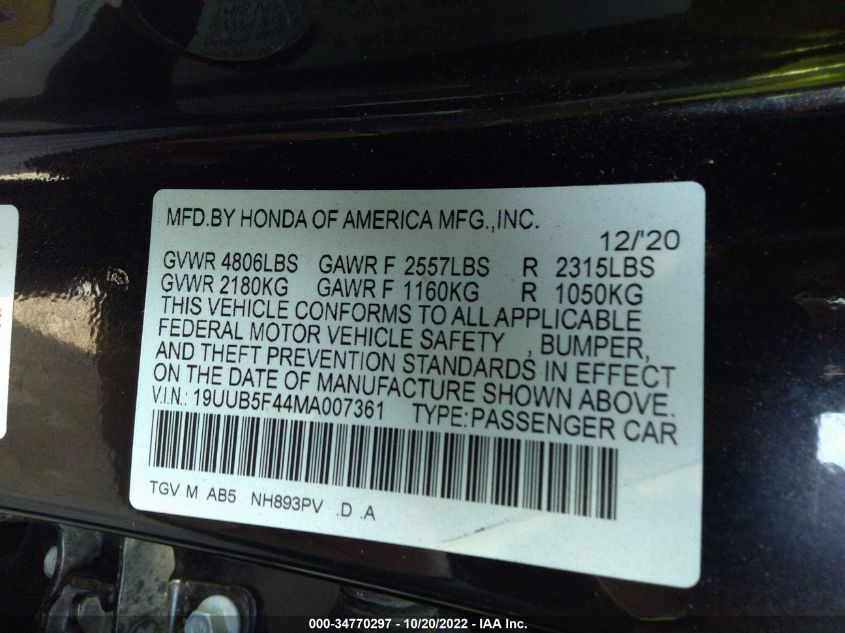 MFD.BY HONDA OF AMERICA MFG.,INC.
12/'20
GVWR 4806LBS GAWR F 2557LBS R 2315LBS
GVWR 2180KG GAWR F 1160KG R 1050KG
THIS VEHICLE CONFORMS TO ALL APPLICABLE
FEDERAL MOTOR VEHICLE SAFETY , BUMPER,
AND THEFT PREVENTION STANDARDS IN EFFECT
ON THE DATE OF MANUFACTURE SHOWN ABOVE.
V.I.N.: 19UUB5F44MA007361 TYPE:PASSENGER CAR
TGV M AB5 NH893PV .D .A
000-34770297 - 10/20/2022 - IAA Inc.